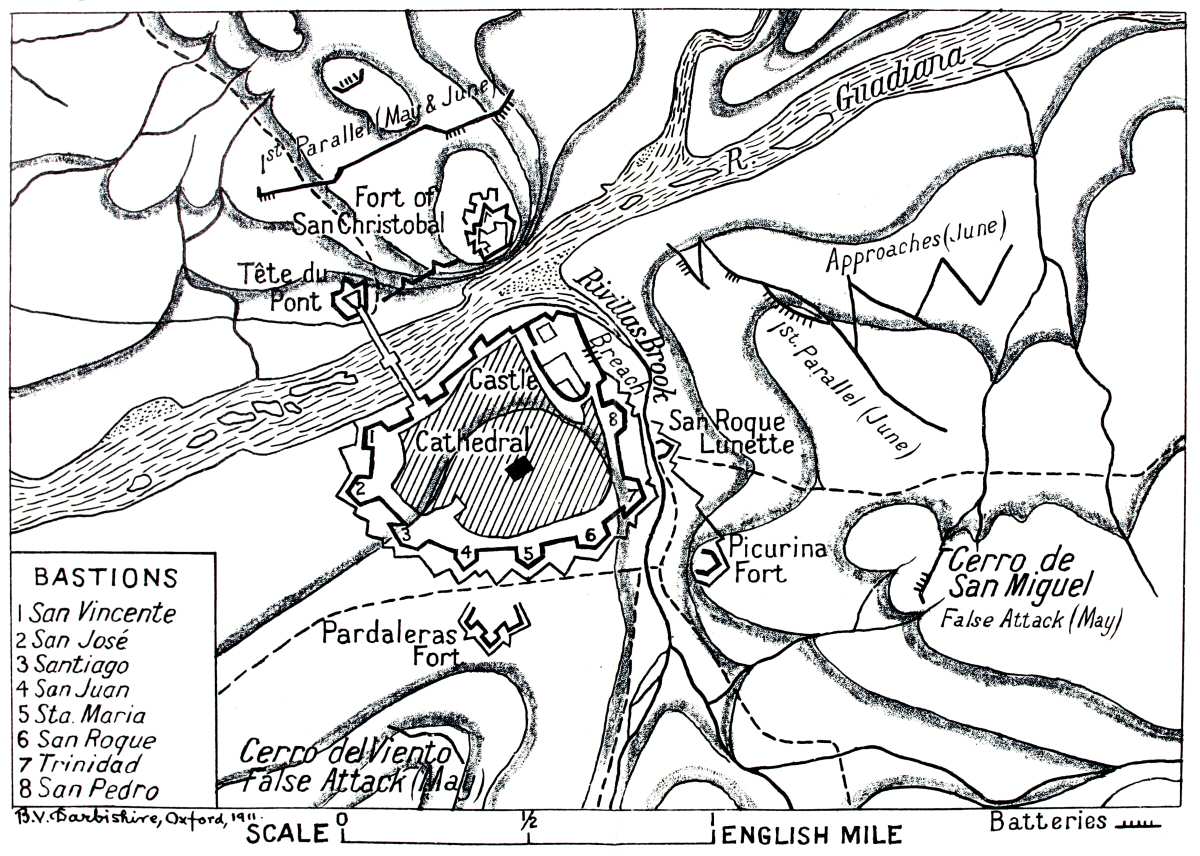 R. Guadiana
1st. Parallel (May & June)
Fort of
San Christobal
Tête du
Pont
Rivillas Brook
Approaches (June)
1st. Parallel (June)
Breach
Castle
Cathedral
San Roque
Lunette
1
2
3
4
5
6
7
8
Picurina
Fort
Cerro de
San Miguel
False Attack (May)
Pardaleras
Fort
Cerro del Viento
False Attack (May)
BASTIONS
1 San Vincente
2 San José
3 Santiago
4 San Juan
5 Sta. Maria
6 San Roque
7 Trinidad
8 San Pedro
B.V. Darbishire, Oxford, 1911.
SCALE 0 ½ 1 ENGLISH MILE
Batteries